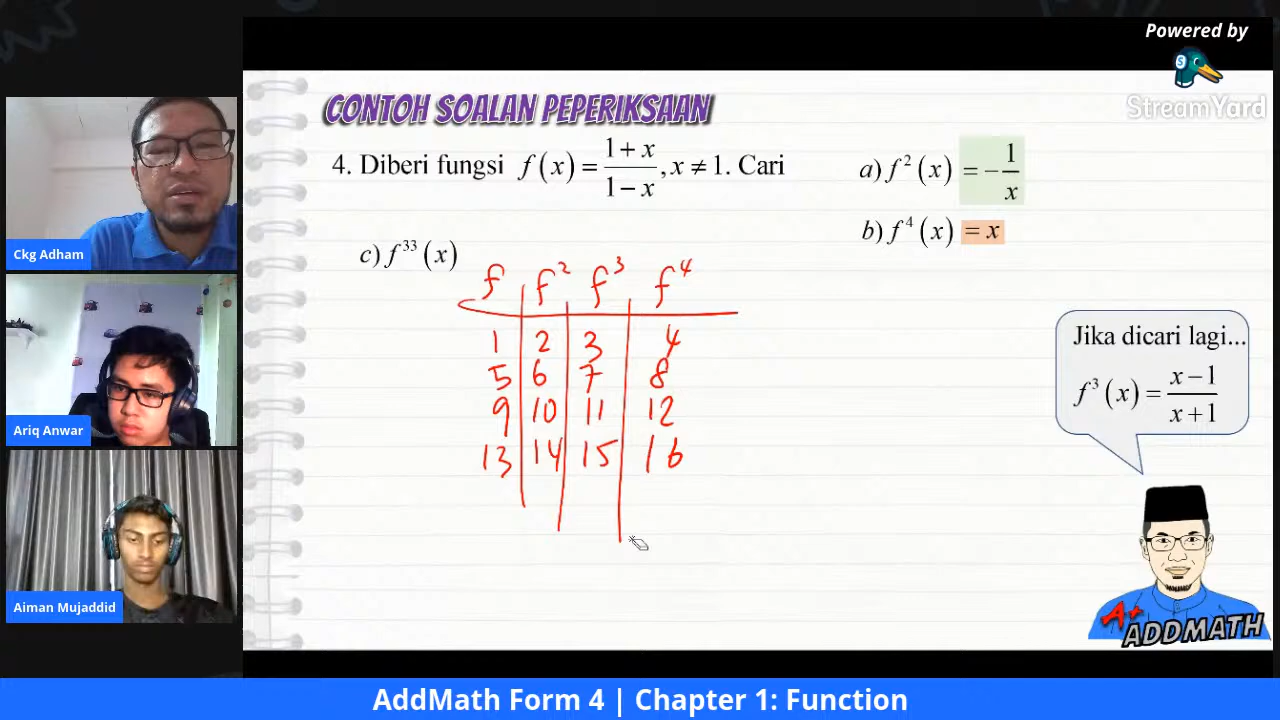 Powered by
StreamYard
CONTOH SOALAN PEPERIKSAAN
4. Diberi fungsi f(x) = (1 + x)/(1 − x), x ≠ 1. Cari
a) f²(x) = −1/x
b) f⁴(x) = x
c) f³³(x)
f f² f³ f⁴
1 2 3 4
5 6 7 8
9 10 11 12
13 14 15 16
Jika dicari lagi...
f³(x) = (x − 1)/(x + 1)
Ckg Adham
Ariq Anwar
Aiman Mujaddid
A+
ADDMATH
AddMath Form 4 | Chapter 1: Function